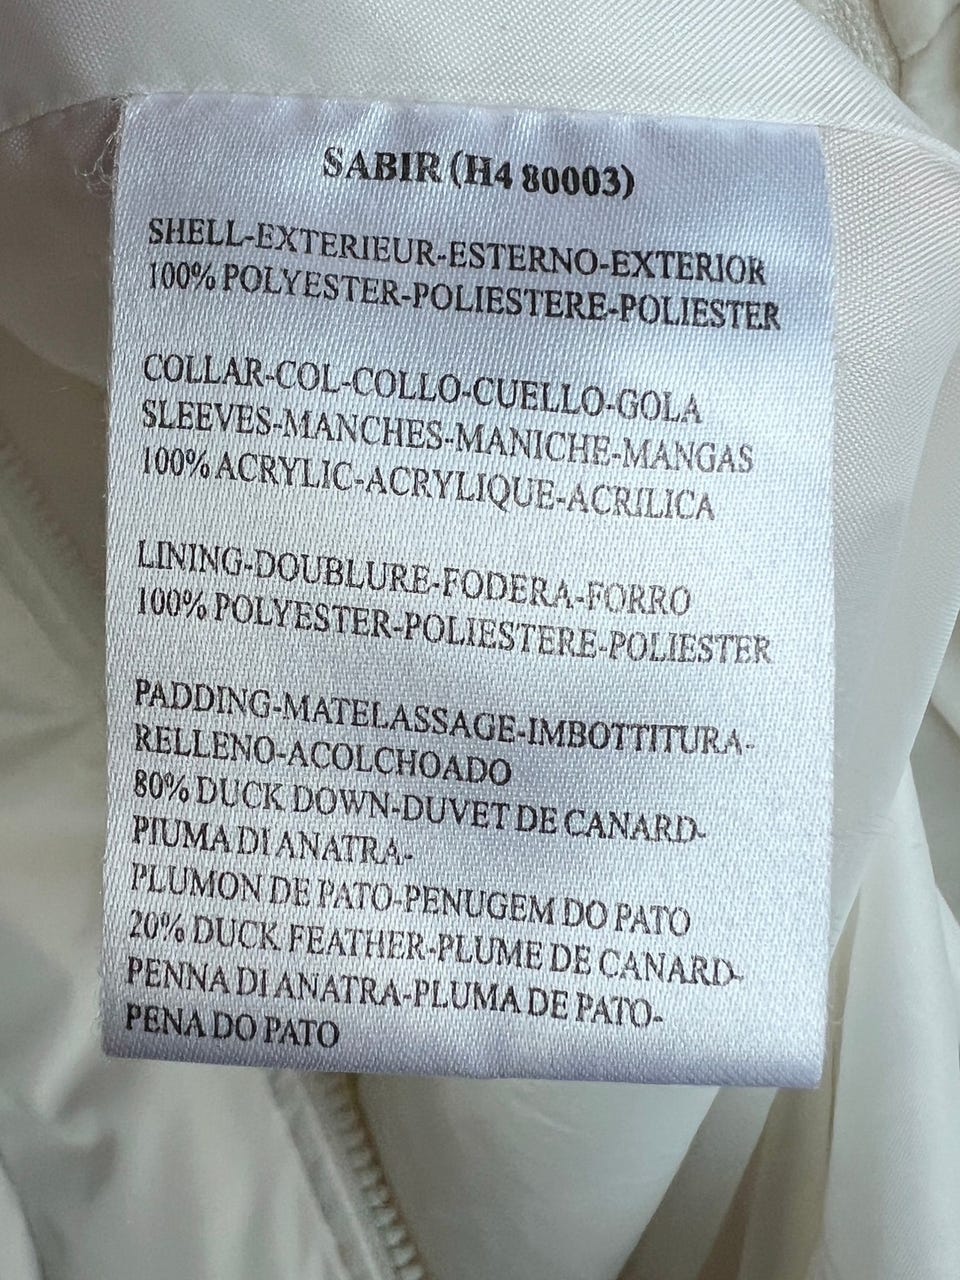 SABIR (H4 80003)
SHELL-EXTERIEUR-ESTERNO-EXTERIOR
100% POLYESTER-POLIESTERE-POLIESTER
COLLAR-COL-COLLO-CUELLO-GOLA
SLEEVES-MANCHES-MANICHE-MANGAS
100% ACRYLIC-ACRYLIQUE-ACRILICA
LINING-DOUBLURE-FODERA-FORRO
100% POLYESTER-POLIESTERE-POLIESTER
PADDING-MATELASSAGE-IMBOTTITURA-
RELLENO-ACOLCHOADO
80% DUCK DOWN-DUVET DE CANARD-
PIUMA DI ANATRA-
PLUMON DE PATO-PENUGEM DO PATO
20% DUCK FEATHER-PLUME DE CANARD-
PENNA DI ANATRA-PLUMA DE PATO-
PENA DO PATO